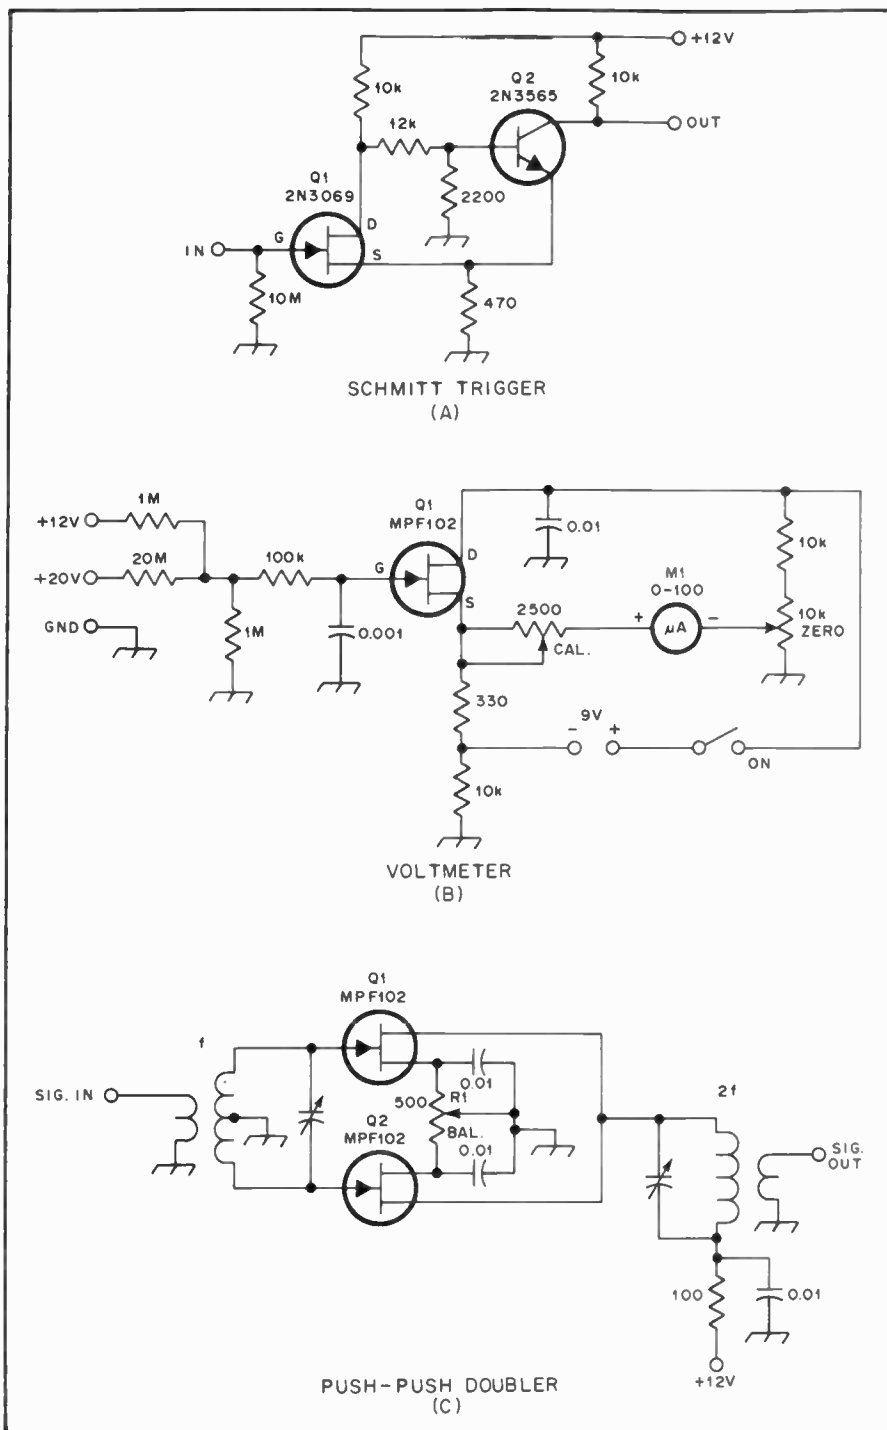 +12V
Q2
2N3565
10k
10k
12k
OUT
Q1
2N3069
2200
D
G
IN
S
10M
470
SCHMITT TRIGGER
(A)
1M
Q1
MPF102
+12V
0.01
D
10k
20M
100k
G
M1
0-100
+20V
S
2500
+
μA
-
10k
ZERO
GND
1M
0.001
CAL.
330
9V
- +
ON
10k
VOLTMETER
(B)
Q1
MPF102
f
0.01
2f
SIG. IN
500
R1
Q2
MPF102
BAL.
0.01
SIG.
OUT
100
0.01
+12V
PUSH-PUSH DOUBLER
(C)